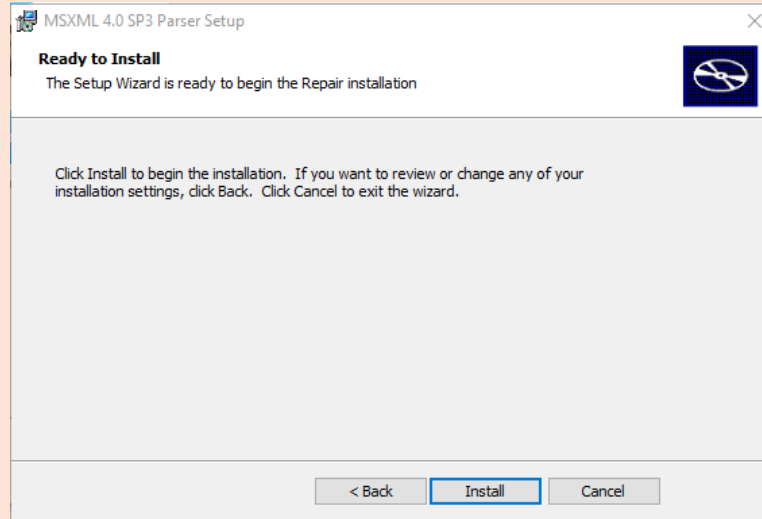 MSXML 4.0 SP3 Parser Setup
Ready to Install
The Setup Wizard is ready to begin the Repair installation
Click Install to begin the installation.  If you want to review or change any of your
installation settings, click Back.  Click Cancel to exit the wizard.
< Back Install Cancel